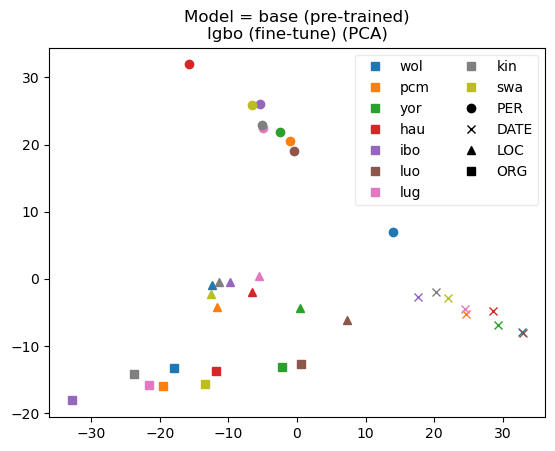 Model = base (pre-trained)
Igbo (fine-tune) (PCA)
wol
pcm
yor
hau
ibo
luo
lug
kin
swa
PER
DATE
LOC
ORG
30
20
10
0
−10
−20
−30
−20
−10
0
10
20
30